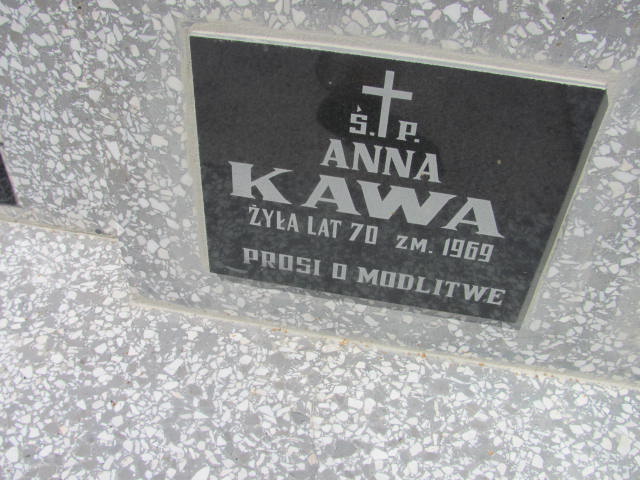 Ś. P.
ANNA
KAWA
ŻYŁA LAT 70 ZM. 1969
PROSI O MODLITWE